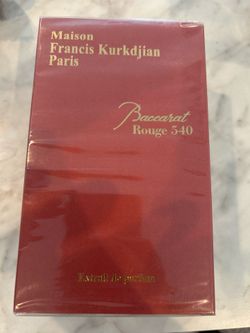 Maison
Francis Kurkdjian
Paris
Baccarat
Rouge 540
Extrait de parfum